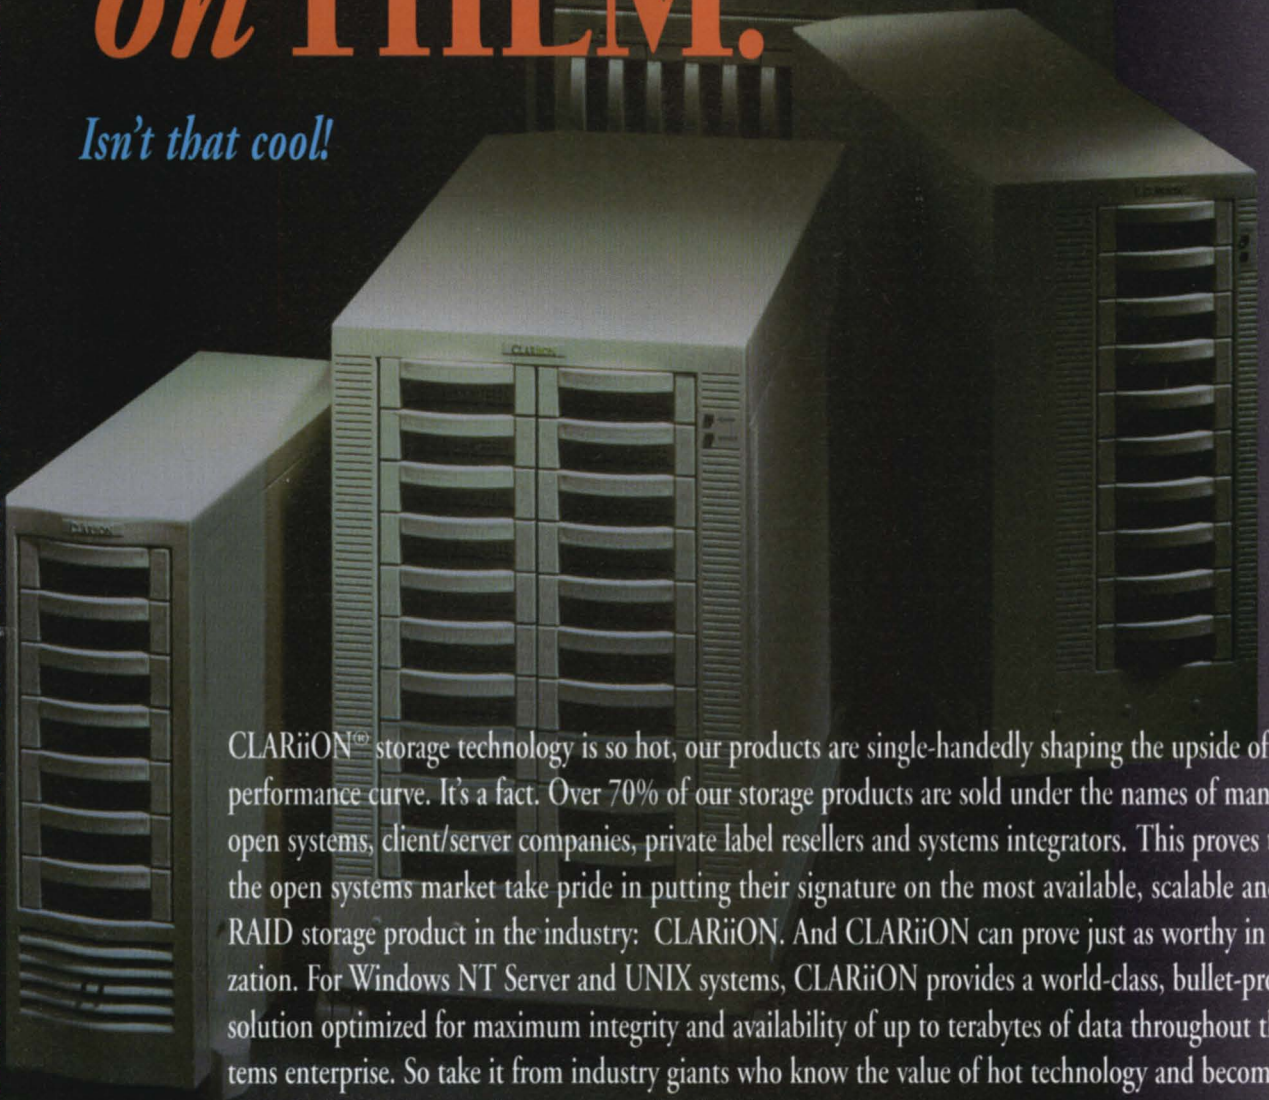 on THEM.
Isn't that cool!
CLARiiON
CLARiiON
CLARiiON® storage technology is so hot, our products are single-handedly shaping the upside of
performance curve. It's a fact. Over 70% of our storage products are sold under the names of man
open systems, client/server companies, private label resellers and systems integrators. This proves
the open systems market take pride in putting their signature on the most available, scalable an
RAID storage product in the industry: CLARiiON. And CLARiiON can prove just as worthy in
zation. For Windows NT Server and UNIX systems, CLARiiON provides a world-class, bullet-pro
solution optimized for maximum integrity and availability of up to terabytes of data throughout t
tems enterprise. So take it from industry giants who know the value of hot technology and becom